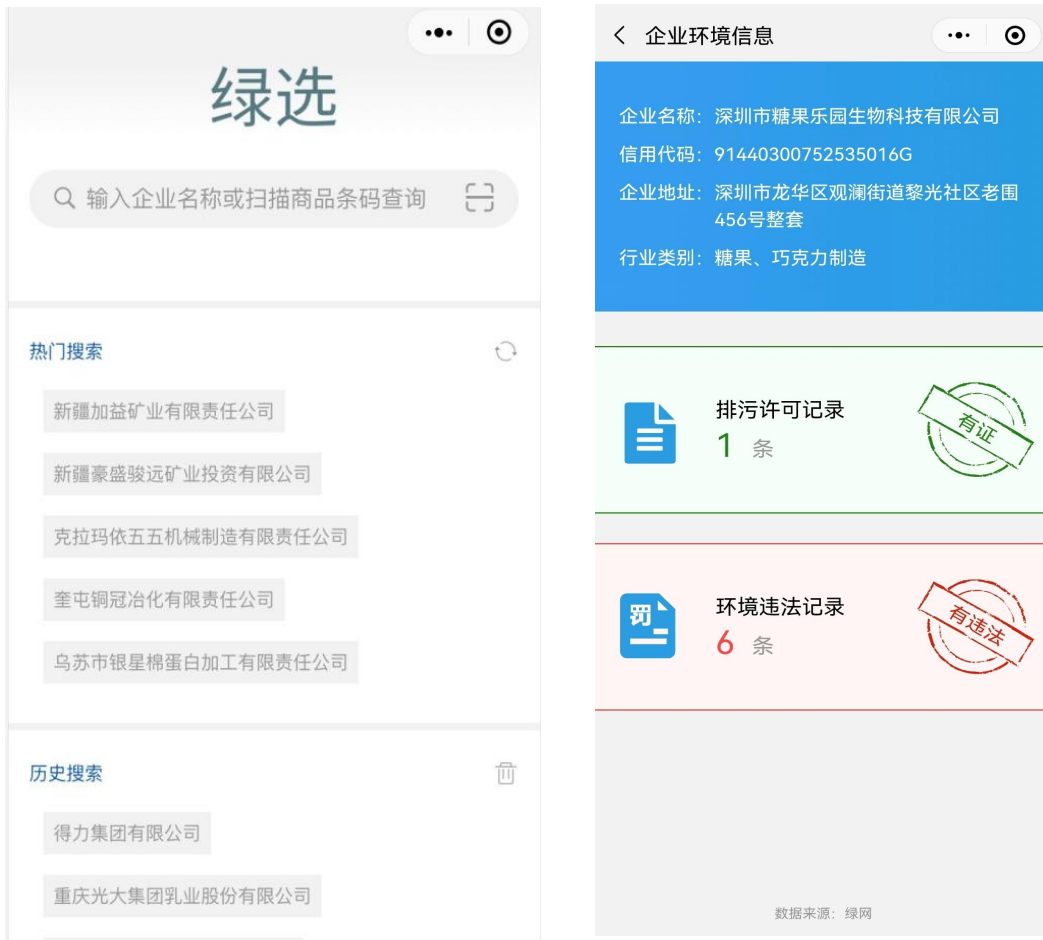 绿选
输入企业名称或扫描商品条码查询
热门搜索
新疆加益矿业有限责任公司
新疆豪盛骏远矿业投资有限公司
克拉玛依五五机械制造有限责任公司
奎屯铜冠冶化有限责任公司
乌苏市银星棉蛋白加工有限责任公司
历史搜索
得力集团有限公司
重庆光大集团乳业股份有限公司
企业环境信息
企业名称：深圳市糖果乐园生物科技有限公司
信用代码：91440300752535016G
企业地址：深圳市龙华区观澜街道黎光社区老围
456号整套
行业类别：糖果、巧克力制造
排污许可记录
1 条
有证
罚
环境违法记录
6 条
有违法
数据来源：绿网